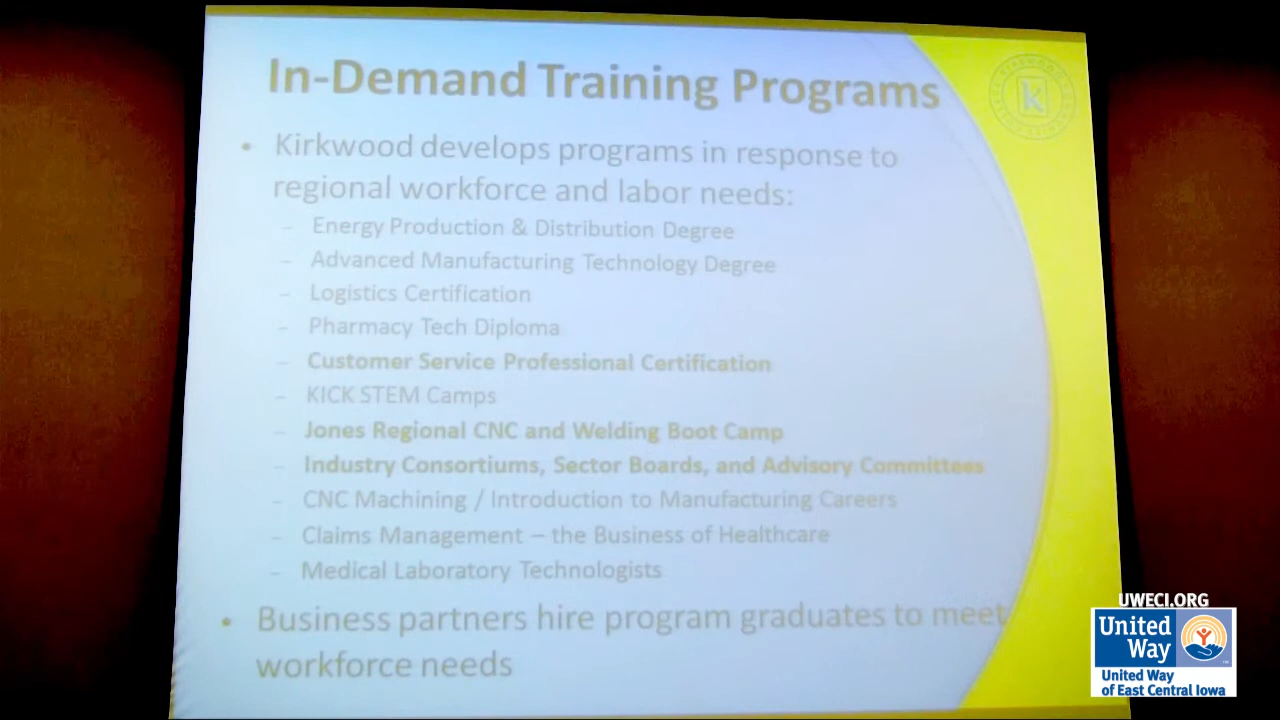 In-Demand Training Programs
• Kirkwood develops programs in response to
regional workforce and labor needs:
– Energy Production & Distribution Degree
– Advanced Manufacturing Technology Degree
– Logistics Certification
– Pharmacy Tech Diploma
– Customer Service Professional Certification
– KICK STEM Camps
– Jones Regional CNC and Welding Boot Camp
– Industry Consortiums, Sector Boards, and Advisory Committees
– CNC Machining / Introduction to Manufacturing Careers
– Claims Management – the Business of Healthcare
– Medical Laboratory Technologists
• Business partners hire program graduates to meet
workforce needs
K
UWECI.ORG
United
Way
United Way
of East Central Iowa